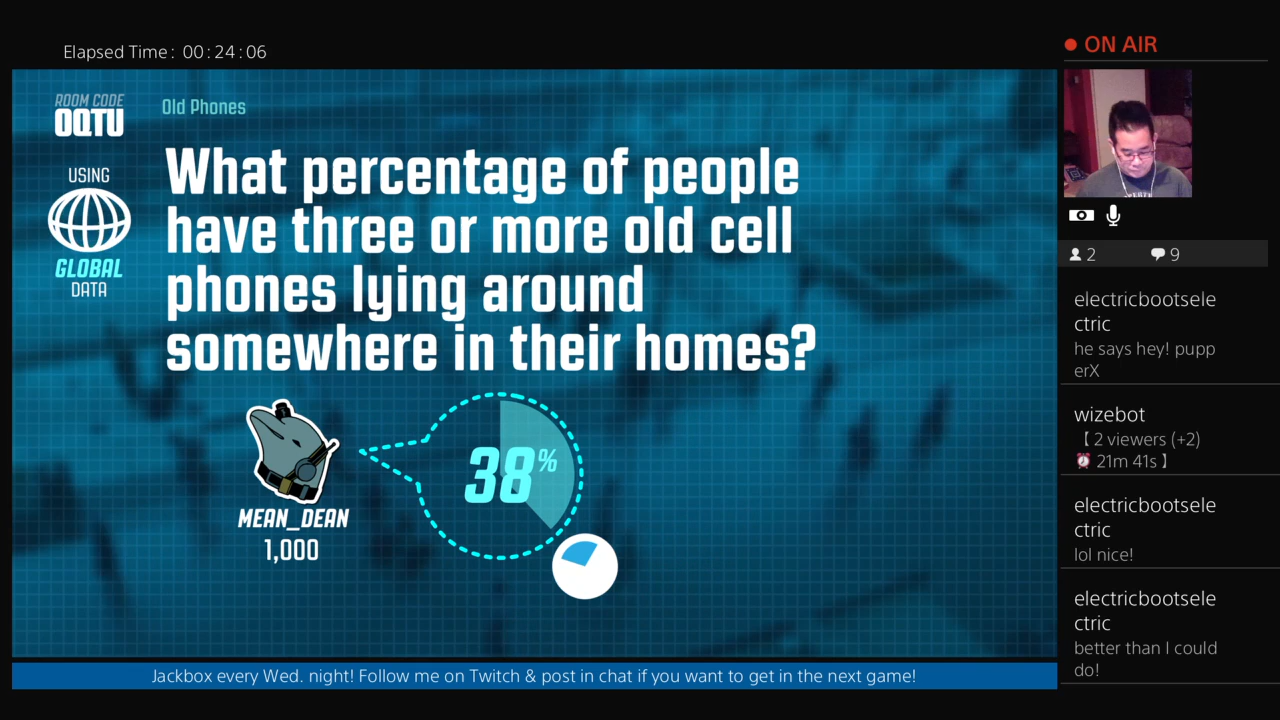 Elapsed Time: 00:24:06
ROOM CODE
OQTU
USING
GLOBAL
DATA
Old Phones
What percentage of people
have three or more old cell
phones lying around
somewhere in their homes?
38%
MEAN_DEAN
1,000
Jackbox every Wed. night! Follow me on Twitch & post in chat if you want to get in the next game!
ON AIR
2
9
electricbootsele
ctric
he says hey! pupp
erX
wizebot
【 2 viewers (+2)
⏰ 21m 41s 】
electricbootsele
ctric
lol nice!
electricbootsele
ctric
better than I could
do!